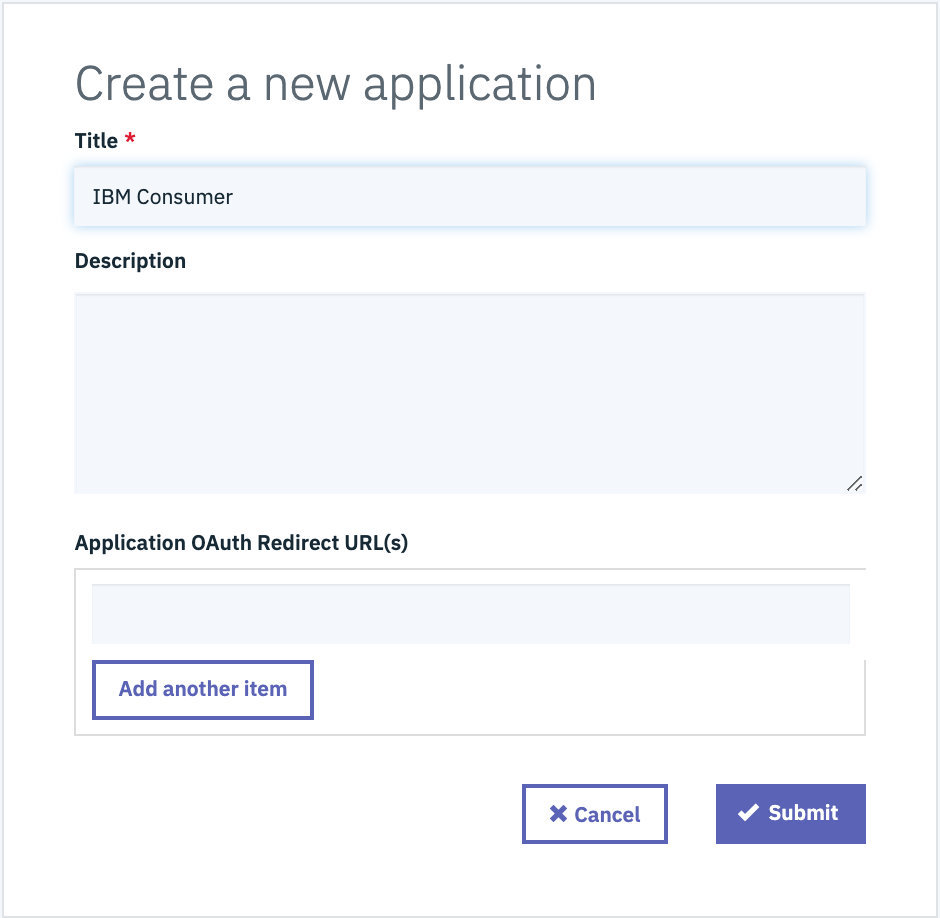 Create a new application
Title *
IBM Consumer
Description
Application OAuth Redirect URL(s)
Add another item
Cancel
Submit